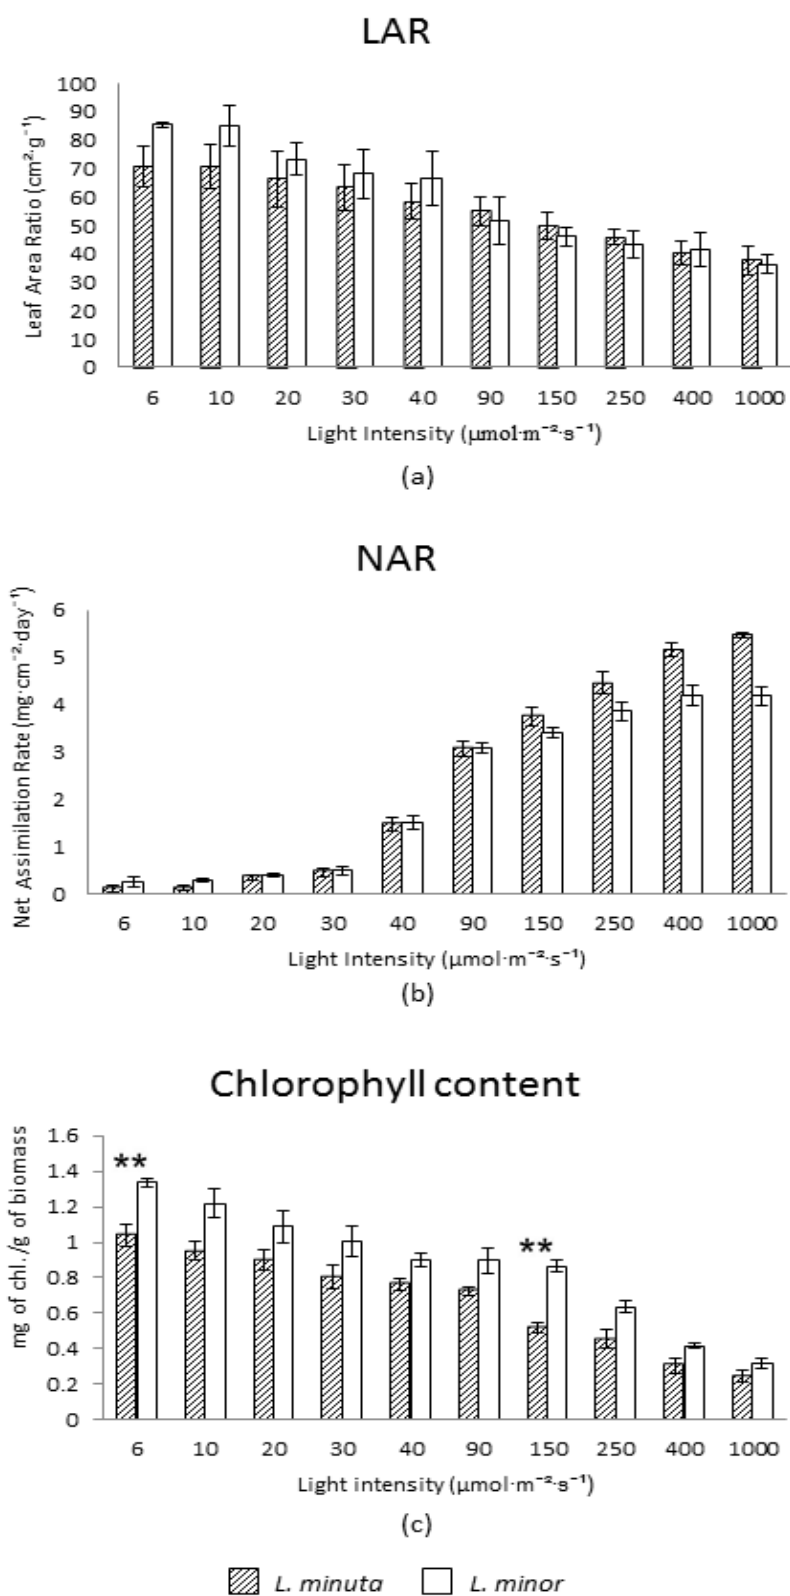 LAR
Leaf Area Ratio (cm²·g⁻¹)
100
90
80
70
60
50
40
30
20
10
0
6 10 20 30 40 90 150 250 400 1000
Light Intensity (µmol·m⁻²·s⁻¹)
(a)
NAR
Net Assimilation Rate (mg·cm⁻²·day⁻¹)
6
5
4
3
2
1
0
6 10 20 30 40 90 150 250 400 1000
Light Intensity (µmol·m⁻²·s⁻¹)
(b)
Chlorophyll content
mg of chl./g of biomass
1.6
1.4
1.2
1
0.8
0.6
0.4
0.2
0
**
**
6 10 20 30 40 90 150 250 400 1000
Light intensity (µmol·m⁻²·s⁻¹)
(c)
L. minuta L. minor